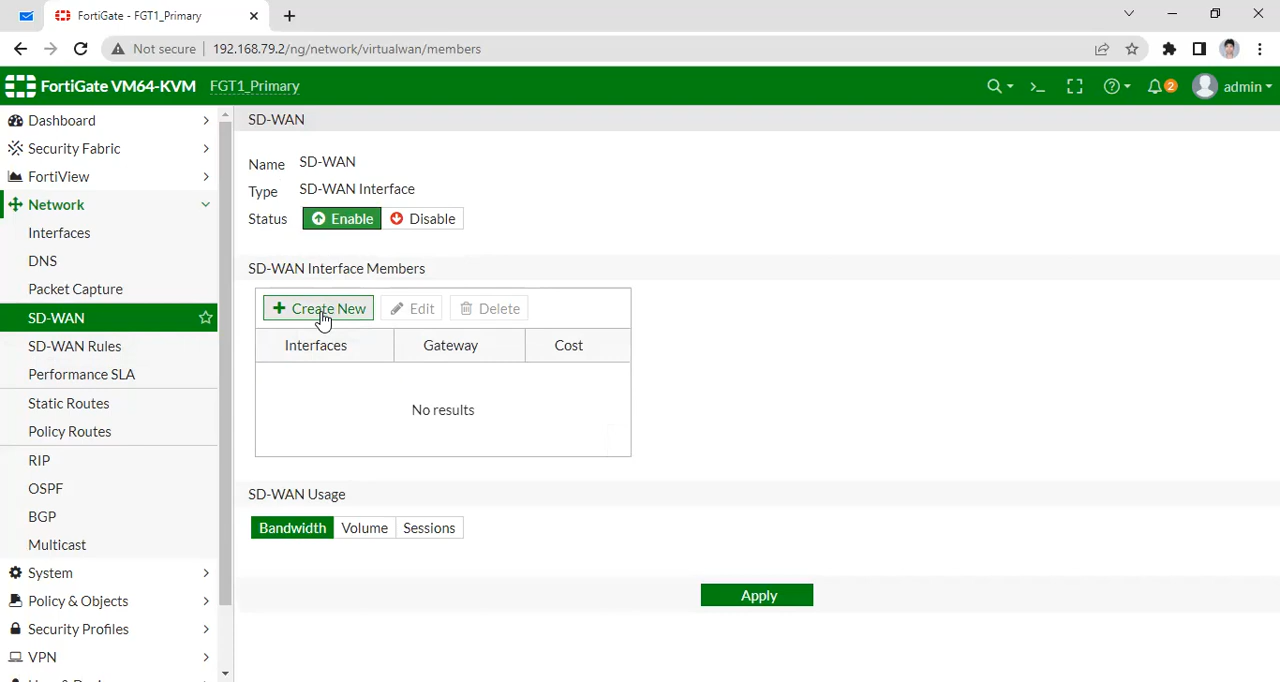 FortiGate - FGT1_Primary
Not secure
192.168.79.2/ng/network/virtualwan/members
FortiGate VM64-KVM
FGT1_Primary
2
admin
Dashboard
Security Fabric
FortiView
Network
Interfaces
DNS
Packet Capture
SD-WAN
SD-WAN Rules
Performance SLA
Static Routes
Policy Routes
RIP
OSPF
BGP
Multicast
System
Policy & Objects
Security Profiles
VPN
SD-WAN
Name SD-WAN
Type SD-WAN Interface
Status Enable Disable
SD-WAN Interface Members
Create New Edit Delete
Interfaces Gateway Cost
No results
SD-WAN Usage
Bandwidth Volume Sessions
Apply